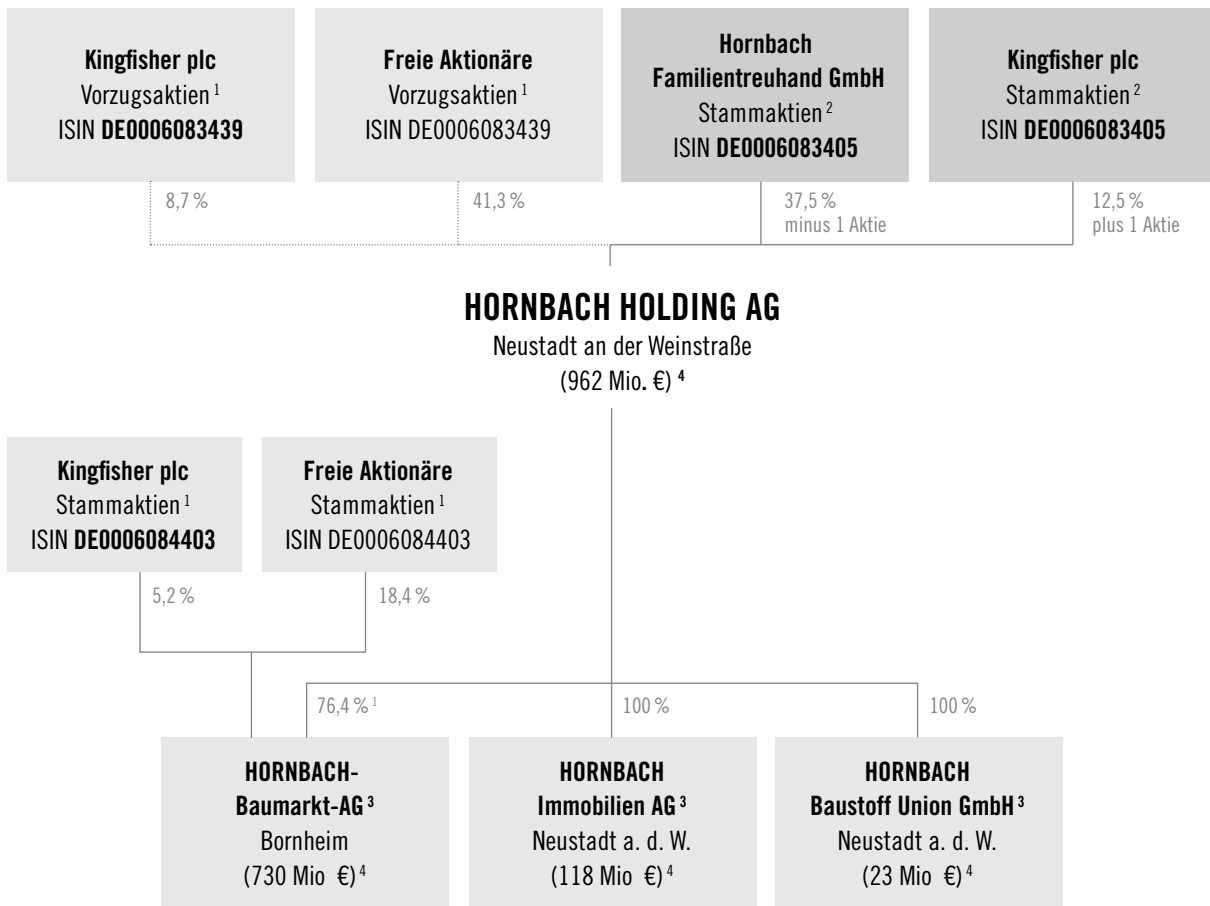 Kingfisher plc
Vorzugsaktien ¹
ISIN DE0006083439
Freie Aktionäre
Vorzugsaktien ¹
ISIN DE0006083439
Hornbach
Familientreuhand GmbH
Stammaktien ²
ISIN DE0006083405
Kingfisher plc
Stammaktien ²
ISIN DE0006083405
8,7 %
41,3 %
37,5 %
minus 1 Aktie
12,5 %
plus 1 Aktie
HORNBACH HOLDING AG
Neustadt an der Weinstraße
(962 Mio. €) ⁴
Kingfisher plc
Stammaktien ¹
ISIN DE0006084403
Freie Aktionäre
Stammaktien ¹
ISIN DE0006084403
5,2 %
18,4 %
76,4 % ¹
100 %
100 %
HORNBACH-
Baumarkt-AG ³
Bornheim
(730 Mio €) ⁴
HORNBACH
Immobilien AG ³
Neustadt a. d. W.
(118 Mio €) ⁴
HORNBACH
Baustoff Union GmbH ³
Neustadt a. d. W.
(23 Mio €) ⁴